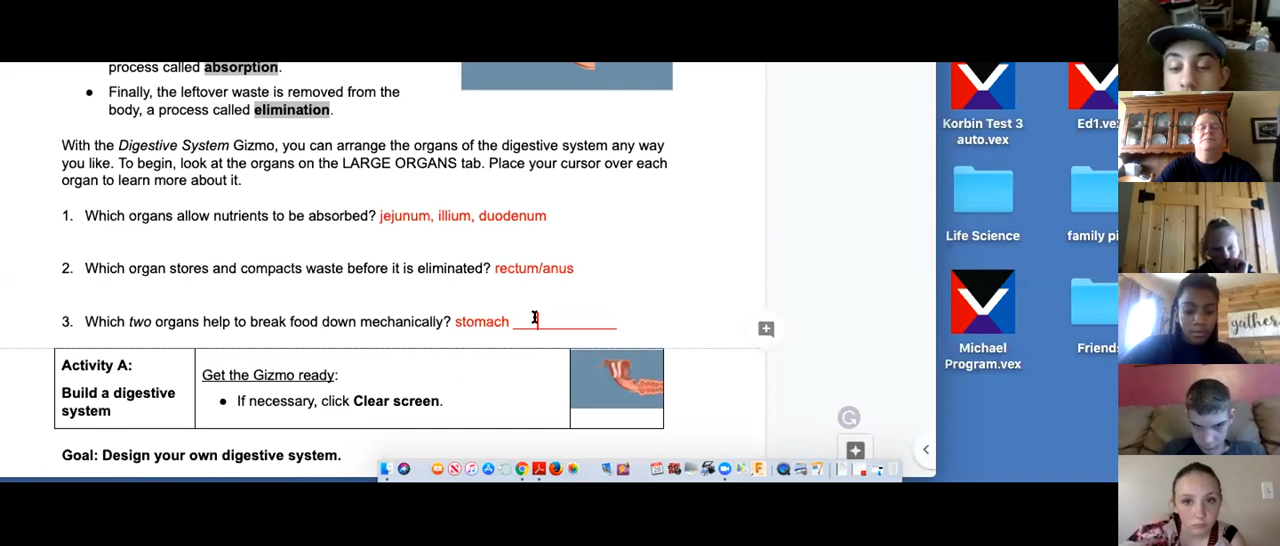 process called absorption.
● Finally, the leftover waste is removed from the
body, a process called elimination.
With the Digestive System Gizmo, you can arrange the organs of the digestive system any way
you like. To begin, look at the organs on the LARGE ORGANS tab. Place your cursor over each
organ to learn more about it.
1. Which organs allow nutrients to be absorbed? jejunum, illium, duodenum
2. Which organ stores and compacts waste before it is eliminated? rectum/anus
3. Which two organs help to break food down mechanically? stomach ____________
Activity A:
Build a digestive
system
Get the Gizmo ready:
● If necessary, click Clear screen.
Goal: Design your own digestive system.
Korbin Test 3
auto.vex
Ed1.vex
Life Science
family pi
Michael
Program.vex
Friends
gather